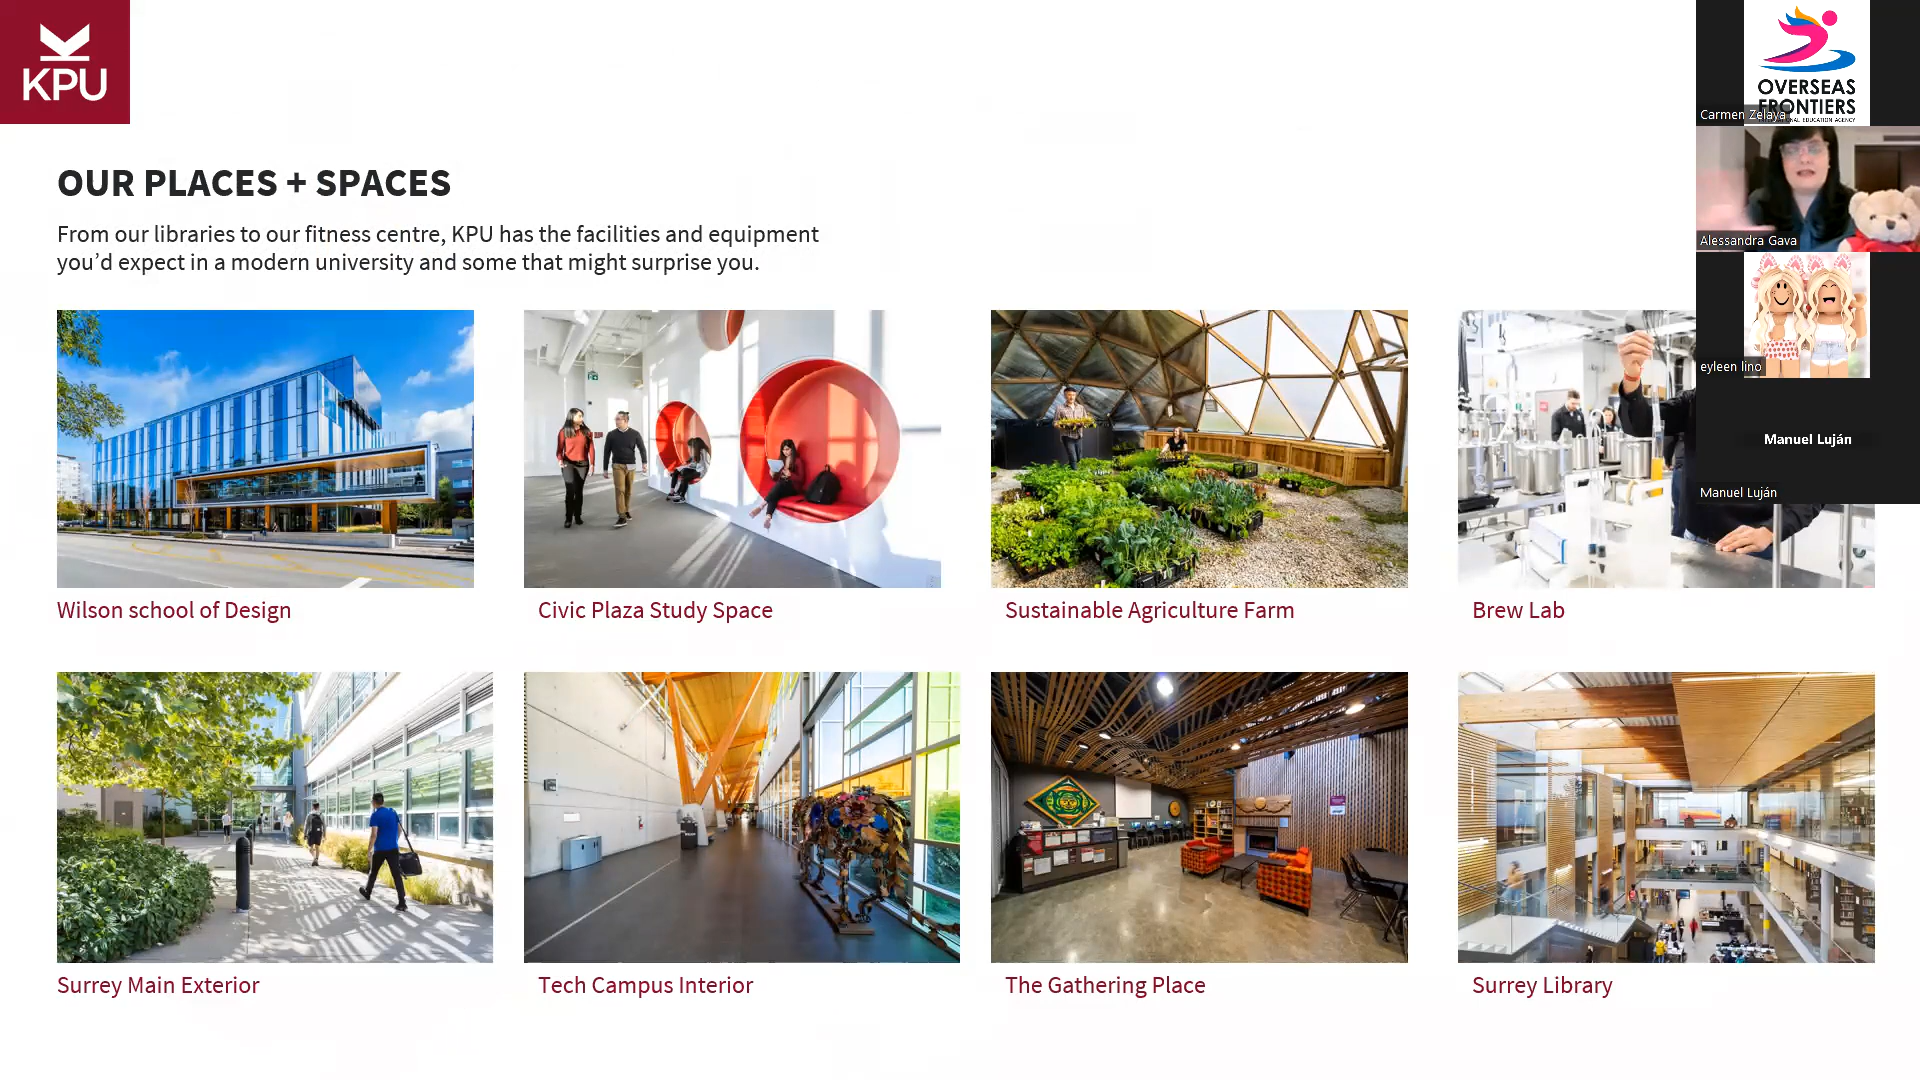 KPU
OUR PLACES + SPACES
From our libraries to our fitness centre, KPU has the facilities and equipment
you’d expect in a modern university and some that might surprise you.
Wilson school of Design
Civic Plaza Study Space
Sustainable Agriculture Farm
Brew Lab
Surrey Main Exterior
Tech Campus Interior
The Gathering Place
Surrey Library
OVERSEAS
FRONTIERS
EDUCATION AGENCY
Carmen Zelaya
Alessandra Gava
eyleen lino
Manuel Luján
Manuel Luján